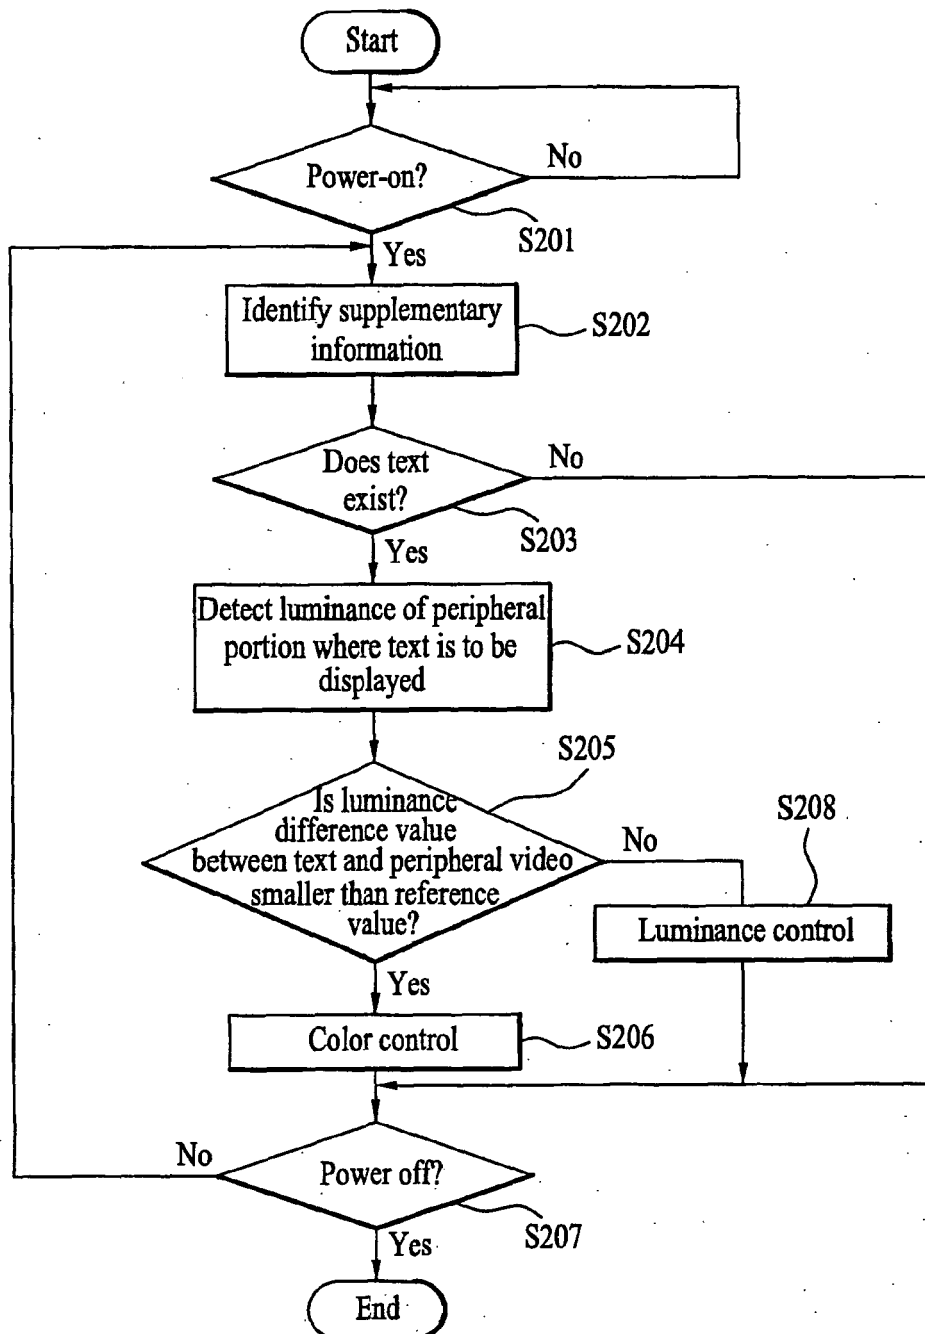 Start
Power-on?
No
S201
Yes
Identify supplementary
information
S202
Does text
exist?
No
S203
Yes
Detect luminance of peripheral
portion where text is to be
displayed
S204
S205
Is luminance
difference value
between text and peripheral video
smaller than reference
value?
No
S208
Luminance control
Yes
Color control
S206
No
Power off?
S207
Yes
End